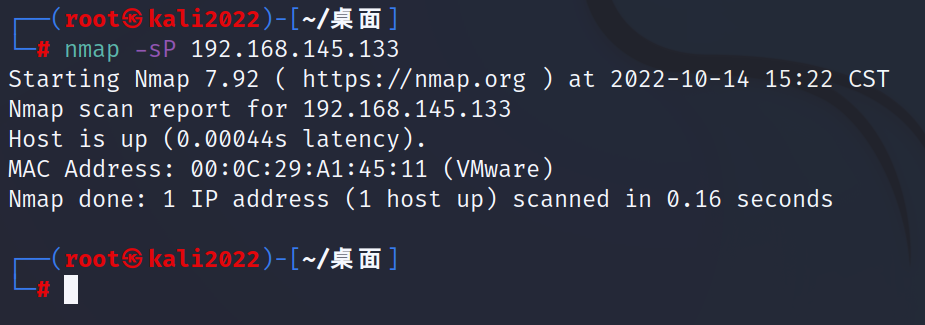 ┌──(root㉿kali2022)-[~/桌面]
└─# nmap -sP 192.168.145.133
Starting Nmap 7.92 ( https://nmap.org ) at 2022-10-14 15:22 CST
Nmap scan report for 192.168.145.133
Host is up (0.00044s latency).
MAC Address: 00:0C:29:A1:45:11 (VMware)
Nmap done: 1 IP address (1 host up) scanned in 0.16 seconds
┌──(root㉿kali2022)-[~/桌面]
└─#